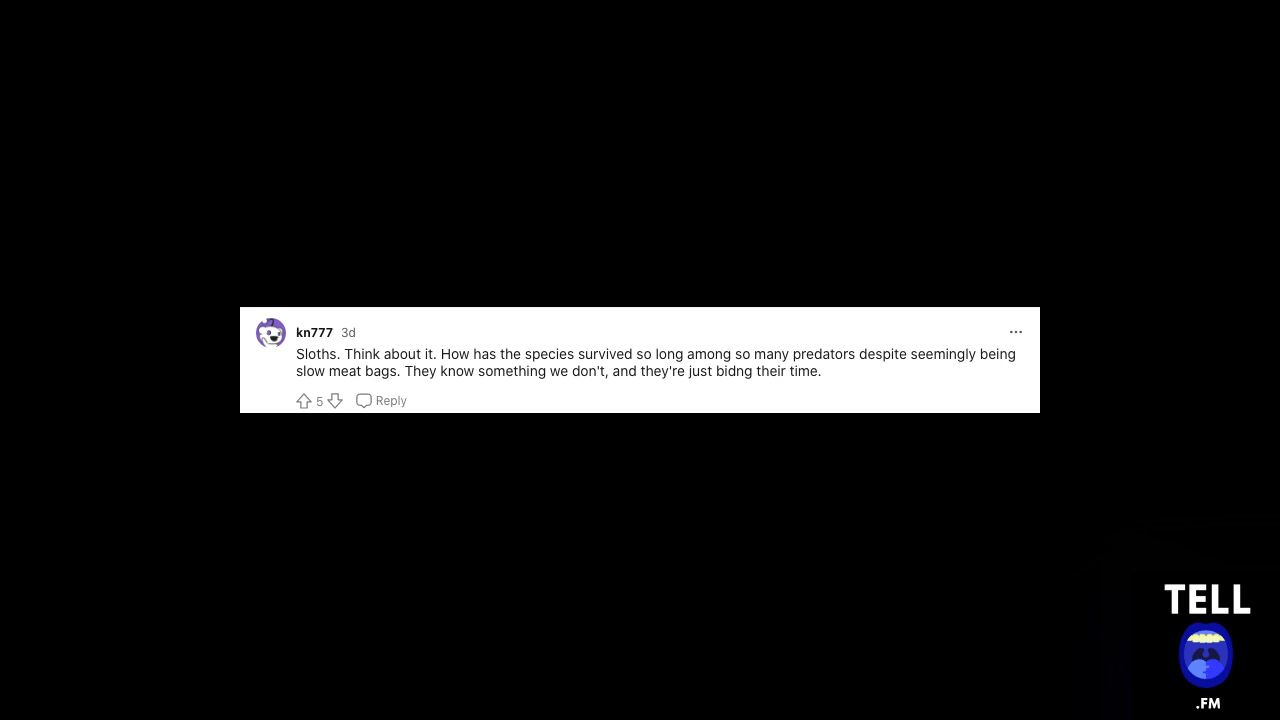 kn777 3d
Sloths. Think about it. How has the species survived so long among so many predators despite seemingly being
slow meat bags. They know something we don't, and they're just bidng their time.
5 Reply
TELL
.FM